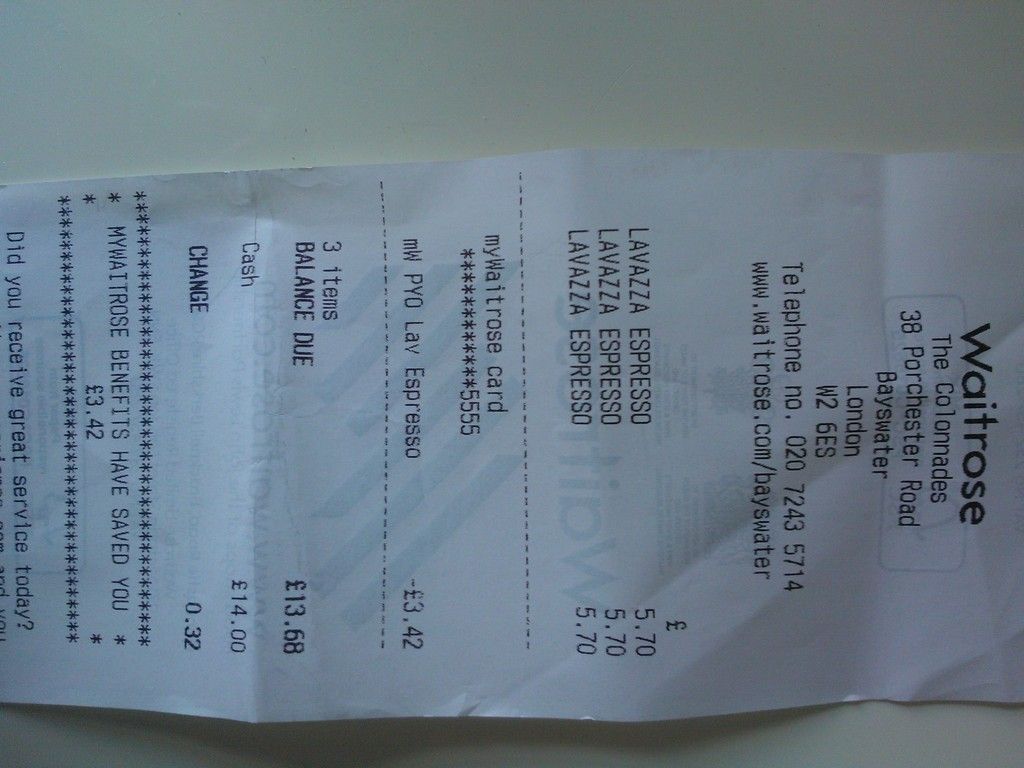 Waitrose
The Colonnades
38 Porchester Road
Bayswater
London
W2 6ES
Telephone no. 020 7243 5714
www.waitrose.com/bayswater
£
LAVAZZA ESPRESSO 5.70
LAVAZZA ESPRESSO 5.70
LAVAZZA ESPRESSO 5.70
--------------------------------
myWaitrose card
************5555
mW PYO Lav Espresso -£3.42
--------------------------------
3 items
BALANCE DUE £13.68
Cash £14.00
CHANGE 0.32
************************************
* MYWAITROSE BENEFITS HAVE SAVED YOU *
* £3.42 *
************************************
Did you receive great service today?